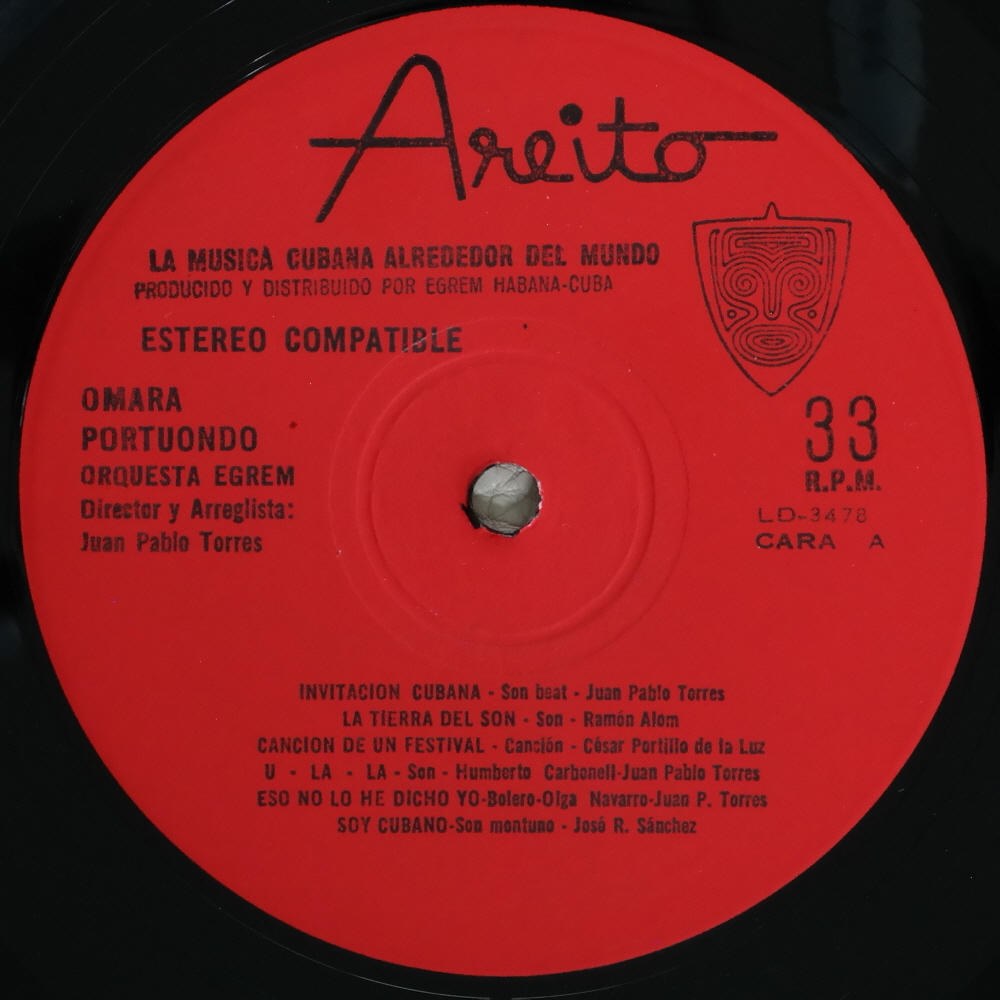 Areito
LA MUSICA CUBANA ALREDEDOR DEL MUNDO
PRODUCIDO Y DISTRIBUIDO POR EGREM HABANA-CUBA
ESTEREO COMPATIBLE
OMARA
PORTUONDO
ORQUESTA EGREM
Director y Arreglista:
Juan Pablo Torres
33
R.P.M.
LD-3478
CARA A
INVITACION CUBANA - Son beat - Juan Pablo Torres
LA TIERRA DEL SON - Son - Ramón Alom
CANCION DE UN FESTIVAL - Canción - César Portillo de la Luz
U - LA - LA - Son - Humberto Carbonell-Juan Pablo Torres
ESO NO LO HE DICHO YO-Bolero-Olga Navarro-Juan P. Torres
SOY CUBANO-Son montuno - José R. Sánchez